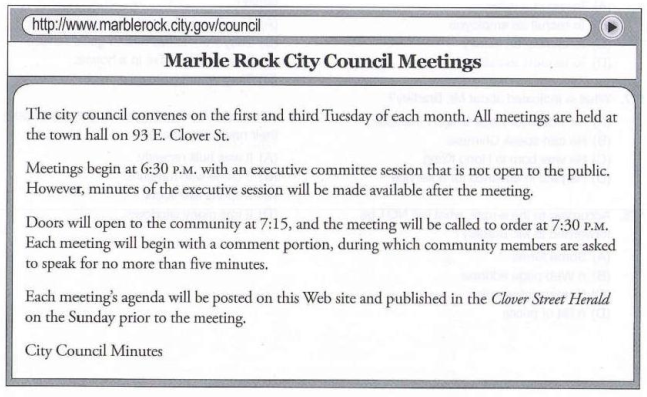 http://www.marblerock.city.gov/council
Marble Rock City Council Meetings
The city council convenes on the first and third Tuesday of each month. All meetings are held at
the town hall on 93 E. Clover St.
Meetings begin at 6:30 P.M. with an executive committee session that is not open to the public.
However, minutes of the executive session will be made available after the meeting.
Doors will open to the community at 7:15, and the meeting will be called to order at 7:30 P.M.
Each meeting will begin with a comment portion, during which community members are asked
to speak for no more than five minutes.
Each meeting's agenda will be posted on this Web site and published in the Clover Street Herald
on the Sunday prior to the meeting.
City Council Minutes